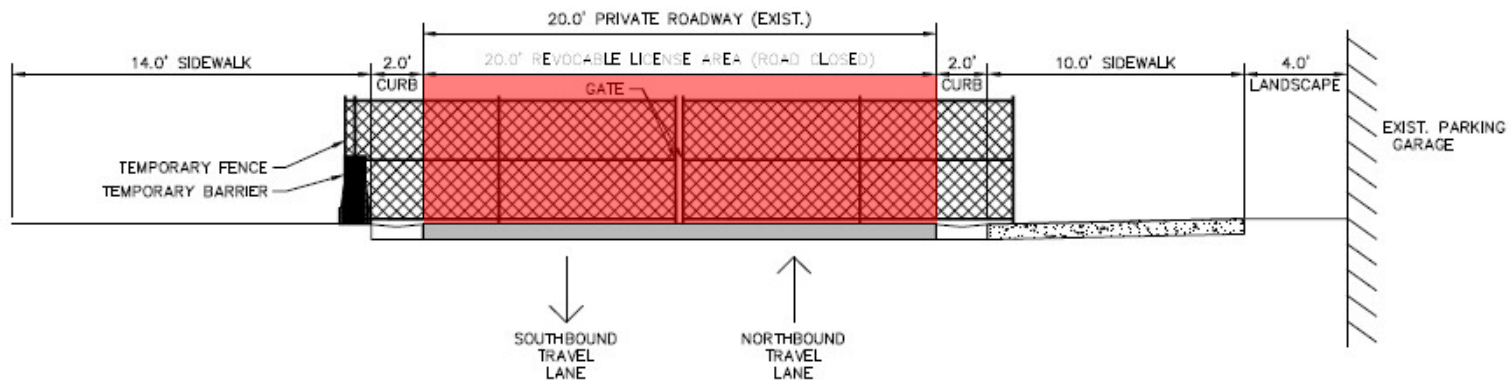 20.0' PRIVATE ROADWAY (EXIST.)
14.0' SIDEWALK
2.0'
CURB
20.0' REVOCABLE LICENSE AREA (ROAD CLOSED)
2.0'
CURB
10.0' SIDEWALK
4.0'
LANDSCAPE
GATE
EXIST. PARKING
GARAGE
TEMPORARY FENCE
TEMPORARY BARRIER
SOUTHBOUND
TRAVEL
LANE
NORTHBOUND
TRAVEL
LANE